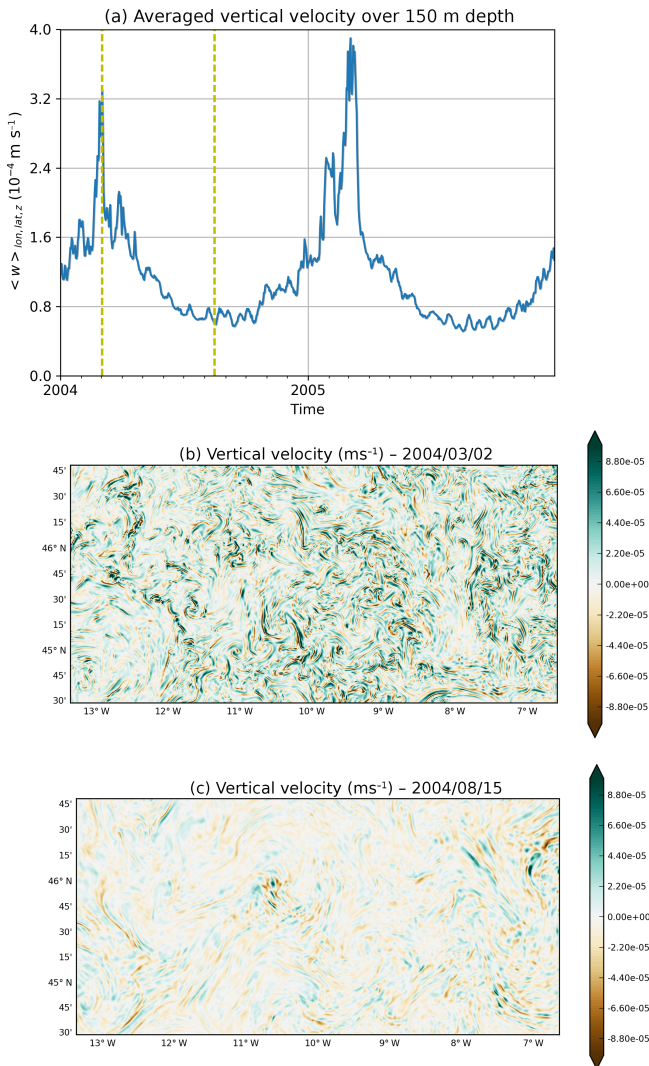 (a) Averaged vertical velocity over 150 m depth
4.0
3.2
2.4
1.6
0.8
0.0
< w > lon,lat,z (10⁻⁴ m s⁻¹)
2004
2005
Time
(b) Vertical velocity (ms⁻¹) – 2004/03/02
45'
30'
15'
46° N
45'
30'
15'
45° N
45'
30'
13° W 12° W 11° W 10° W 9° W 8° W 7° W
8.80e-05
6.60e-05
4.40e-05
2.20e-05
0.00e+00
-2.20e-05
-4.40e-05
-6.60e-05
-8.80e-05
(c) Vertical velocity (ms⁻¹) – 2004/08/15
45'
30'
15'
46° N
45'
30'
15'
45° N
45'
30'
13° W 12° W 11° W 10° W 9° W 8° W 7° W
8.80e-05
6.60e-05
4.40e-05
2.20e-05
0.00e+00
-2.20e-05
-4.40e-05
-6.60e-05
-8.80e-05